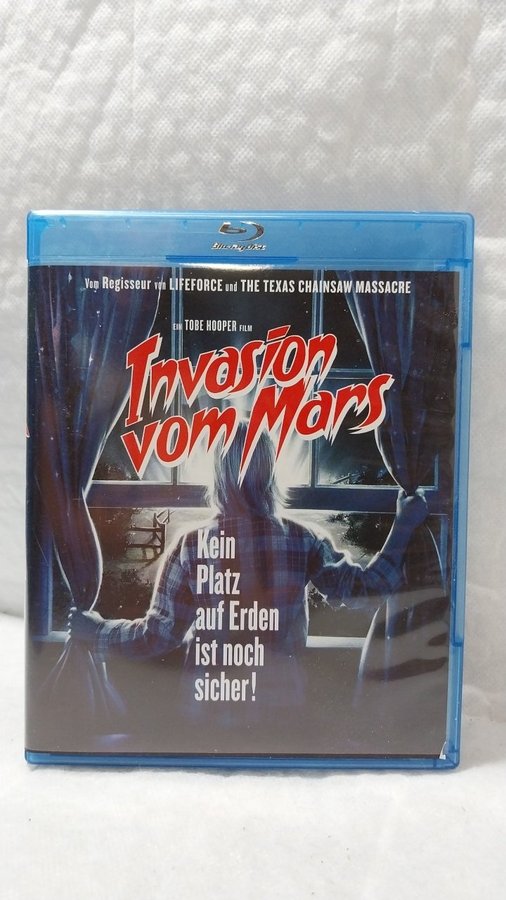 Blu-ray Disc
Vom Regisseur von LIFEFORCE und THE TEXAS CHAINSAW MASSACRE
EIN TOBE HOOPER FILM
Invasion
vom Mars
Kein
Platz
auf Erden
ist noch
sicher!